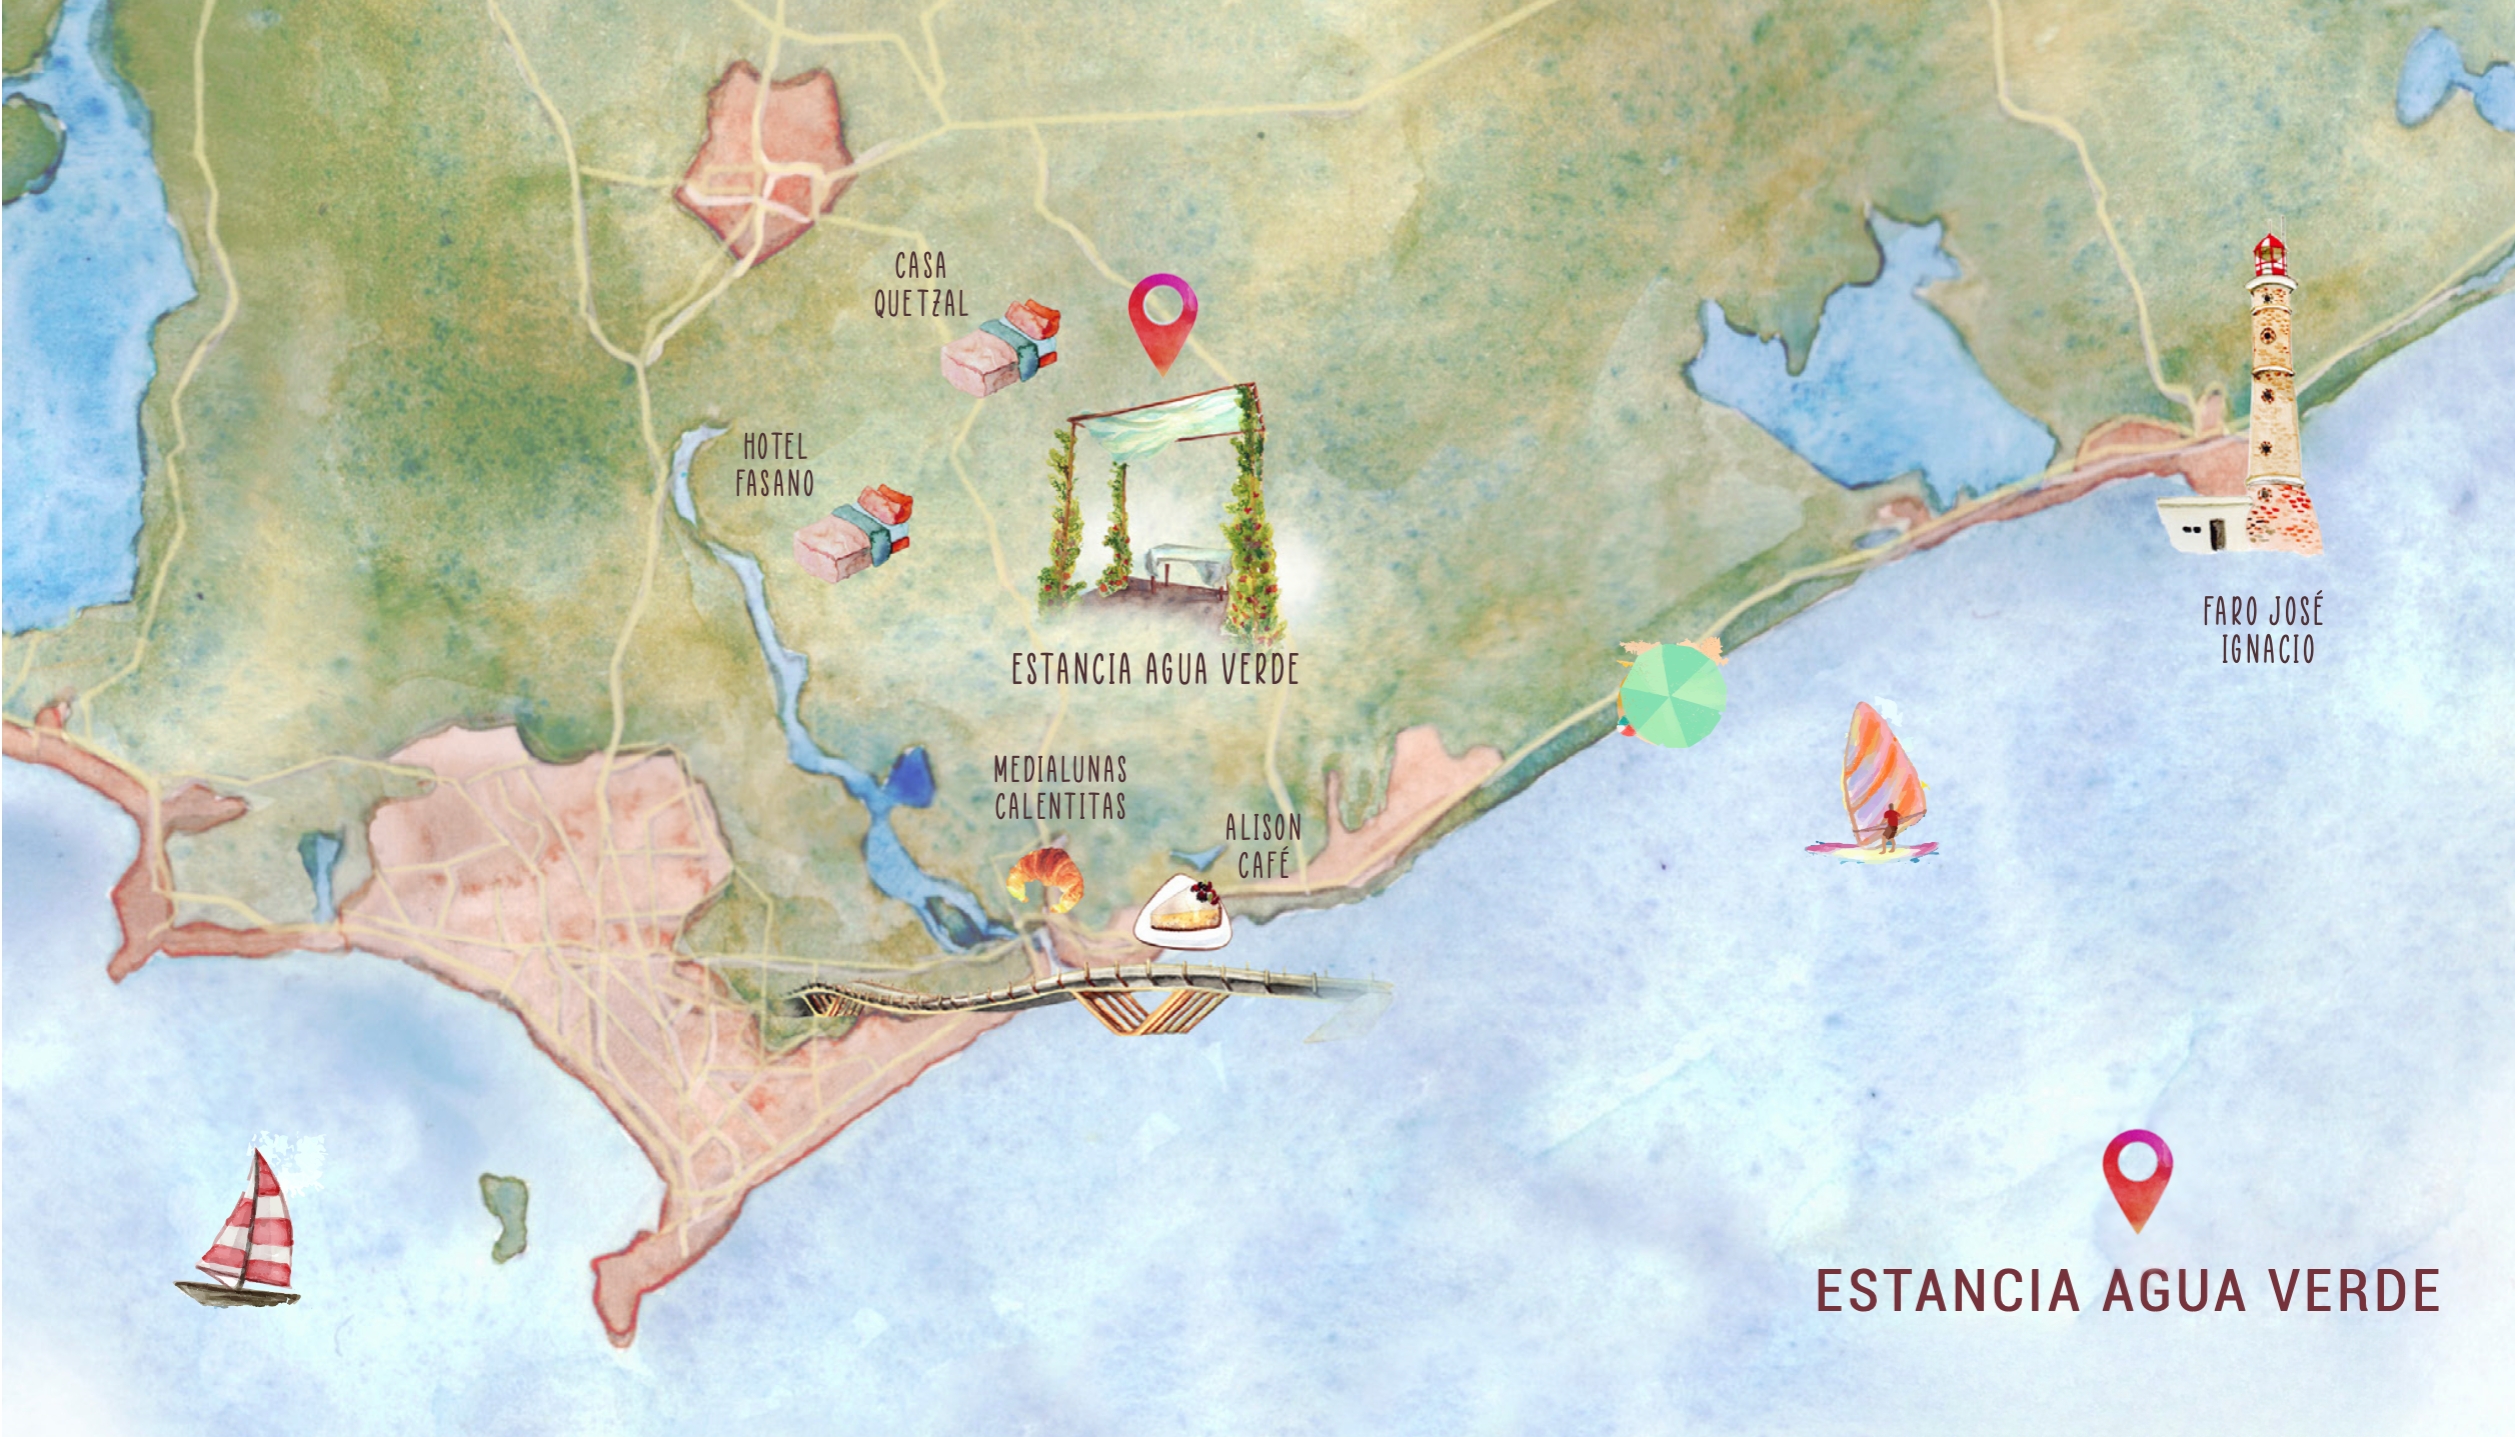 CASA
QUETZAL
HOTEL
FASANO
ESTANCIA AGUA VERDE
FARO JOSÉ
IGNACIO
MEDIALUNAS
CALENTITAS
ALISON
CAFÉ
ESTANCIA AGUA VERDE